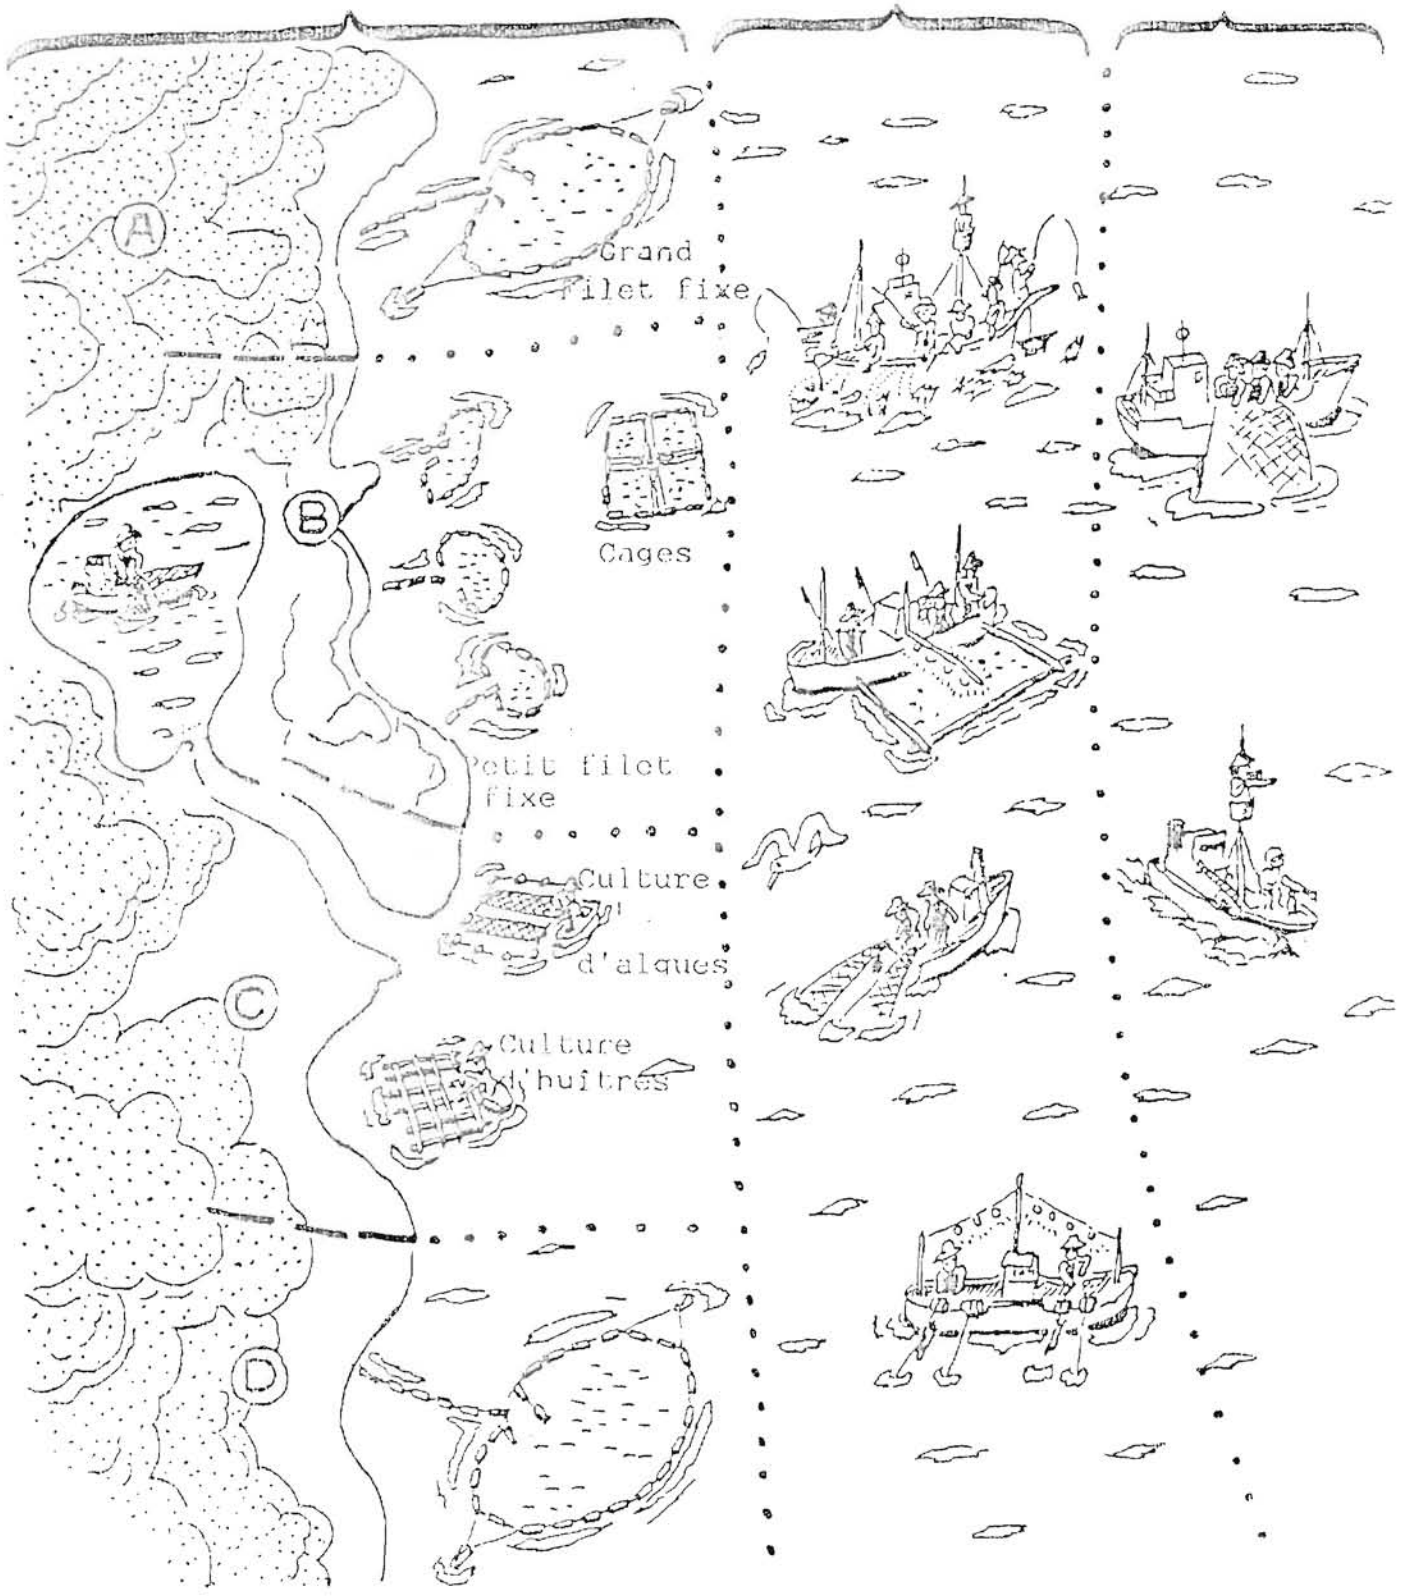 A
Grand
Filet fixe
B
Cages
Petit filet
fixe
Culture
d'algues
C
Culture
d'huîtres
D